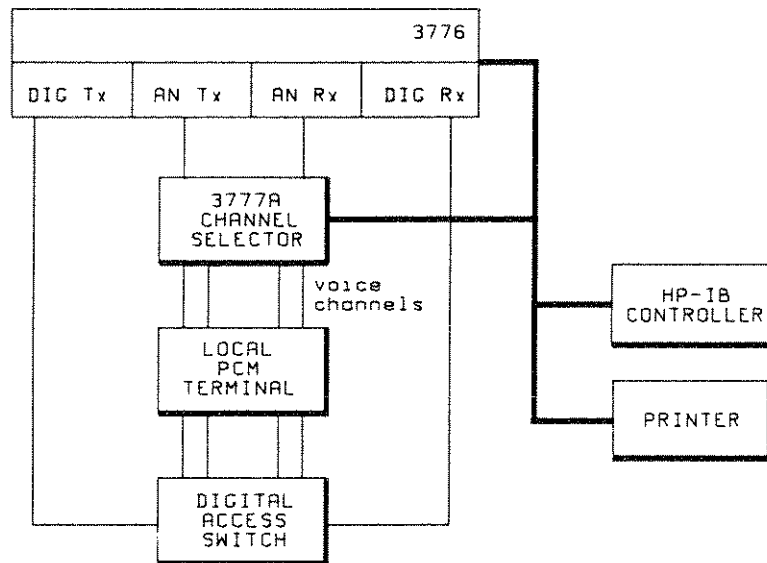 3776
DIG Tx
AN Tx
AN Rx
DIG Rx
3777A
CHANNEL
SELECTOR
voice
channels
HP-IB
CONTROLLER
LOCAL
PCM
TERMINAL
PRINTER
DIGITAL
ACCESS
SWITCH